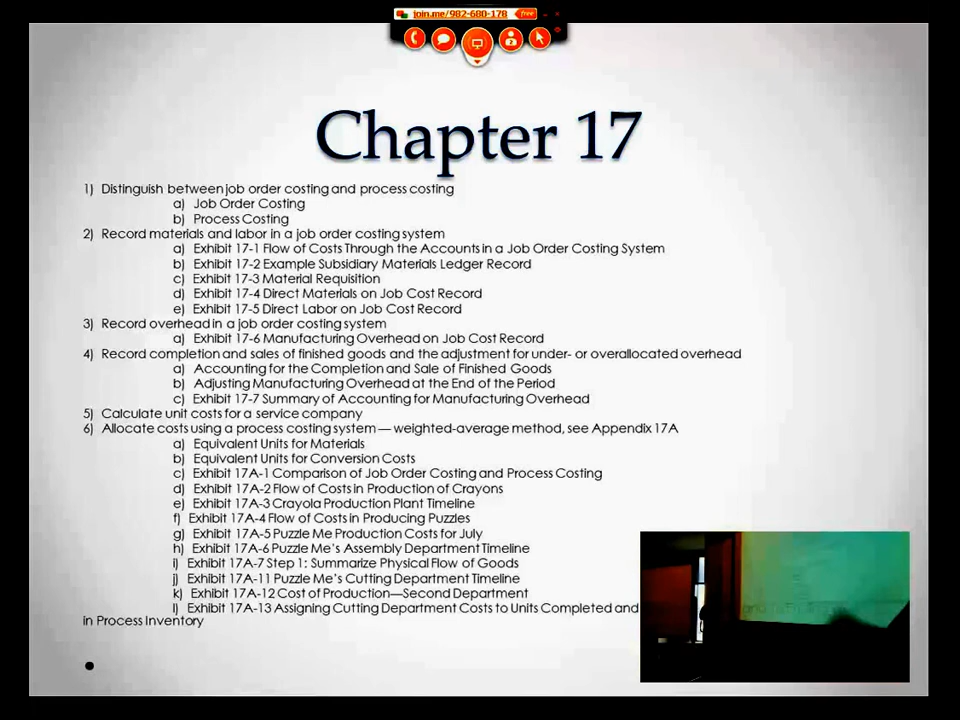 join.me/982-680-178 free
Chapter 17
1) Distinguish between job order costing and process costing
a) Job Order Costing
b) Process Costing
2) Record materials and labor in a job order costing system
a) Exhibit 17-1 Flow of Costs Through the Accounts in a Job Order Costing System
b) Exhibit 17-2 Example Subsidiary Materials Ledger Record
c) Exhibit 17-3 Material Requisition
d) Exhibit 17-4 Direct Materials on Job Cost Record
e) Exhibit 17-5 Direct Labor on Job Cost Record
3) Record overhead in a job order costing system
a) Exhibit 17-6 Manufacturing Overhead on Job Cost Record
4) Record completion and sales of finished goods and the adjustment for under- or overallocated overhead
a) Accounting for the Completion and Sale of Finished Goods
b) Adjusting Manufacturing Overhead at the End of the Period
c) Exhibit 17-7 Summary of Accounting for Manufacturing Overhead
5) Calculate unit costs for a service company
6) Allocate costs using a process costing system — weighted-average method, see Appendix 17A
a) Equivalent Units for Materials
b) Equivalent Units for Conversion Costs
c) Exhibit 17A-1 Comparison of Job Order Costing and Process Costing
d) Exhibit 17A-2 Flow of Costs in Production of Crayons
e) Exhibit 17A-3 Crayola Production Plant Timeline
f) Exhibit 17A-4 Flow of Costs in Producing Puzzles
g) Exhibit 17A-5 Puzzle Me Production Costs for July
h) Exhibit 17A-6 Puzzle Me's Assembly Department Timeline
i) Exhibit 17A-7 Step 1: Summarize Physical Flow of Goods
j) Exhibit 17A-11 Puzzle Me's Cutting Department Timeline
k) Exhibit 17A-12 Cost of Production—Second Department
l) Exhibit 17A-13 Assigning Cutting Department Costs to Units Completed and
in Process Inventory